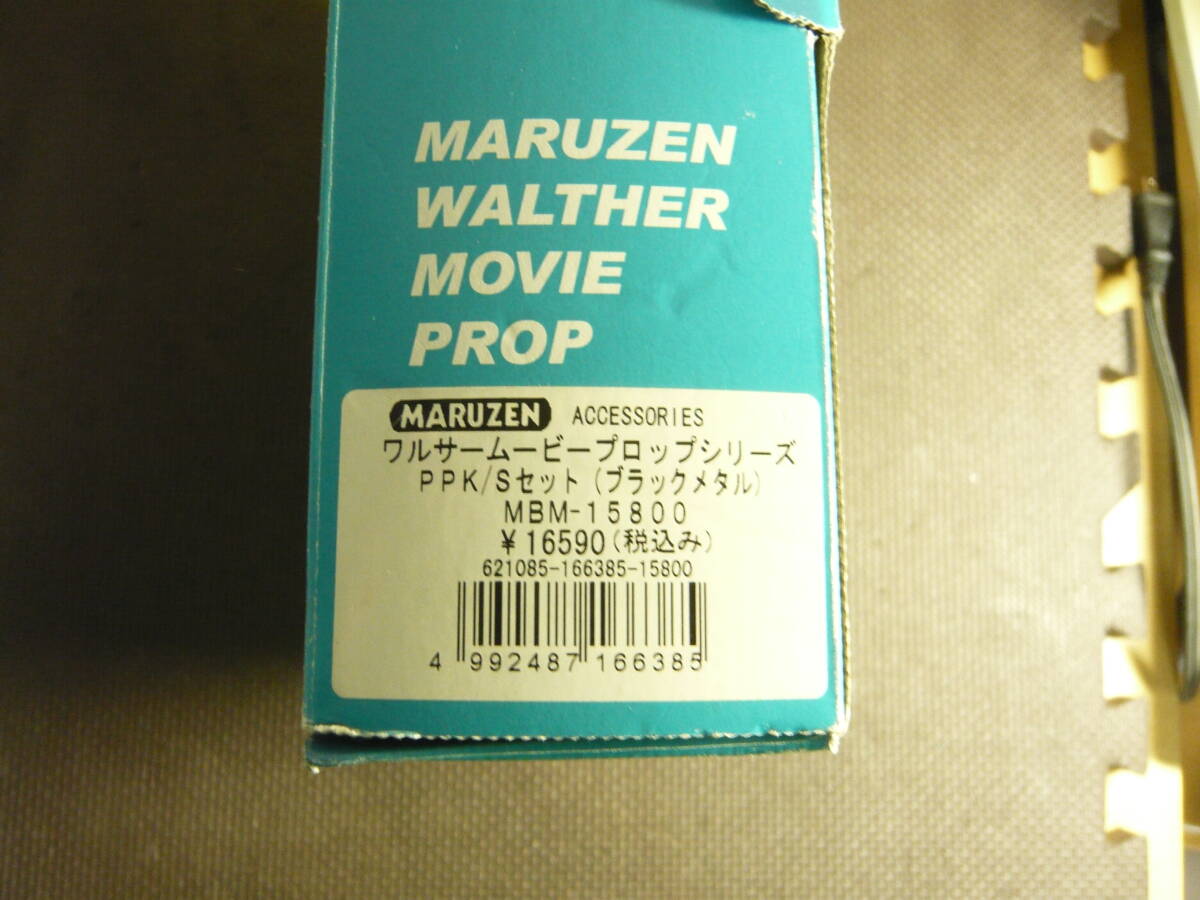 MARUZEN
WALTHER
MOVIE
PROP
MARUZEN ACCESSORIES
ワルサームービープロップシリーズ
PPK/Sセット(ブラックメタル)
MBM-15800
¥16590(税込み)
621085-166385-15800
4 992487 166385